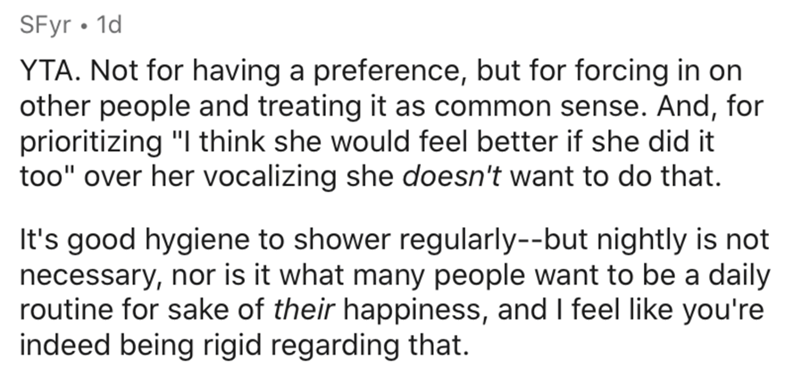 SFyr • 1d
YTA. Not for having a preference, but for forcing in on
other people and treating it as common sense. And, for
prioritizing "I think she would feel better if she did it
too" over her vocalizing she doesn't want to do that.
It's good hygiene to shower regularly--but nightly is not
necessary, nor is it what many people want to be a daily
routine for sake of their happiness, and I feel like you're
indeed being rigid regarding that.